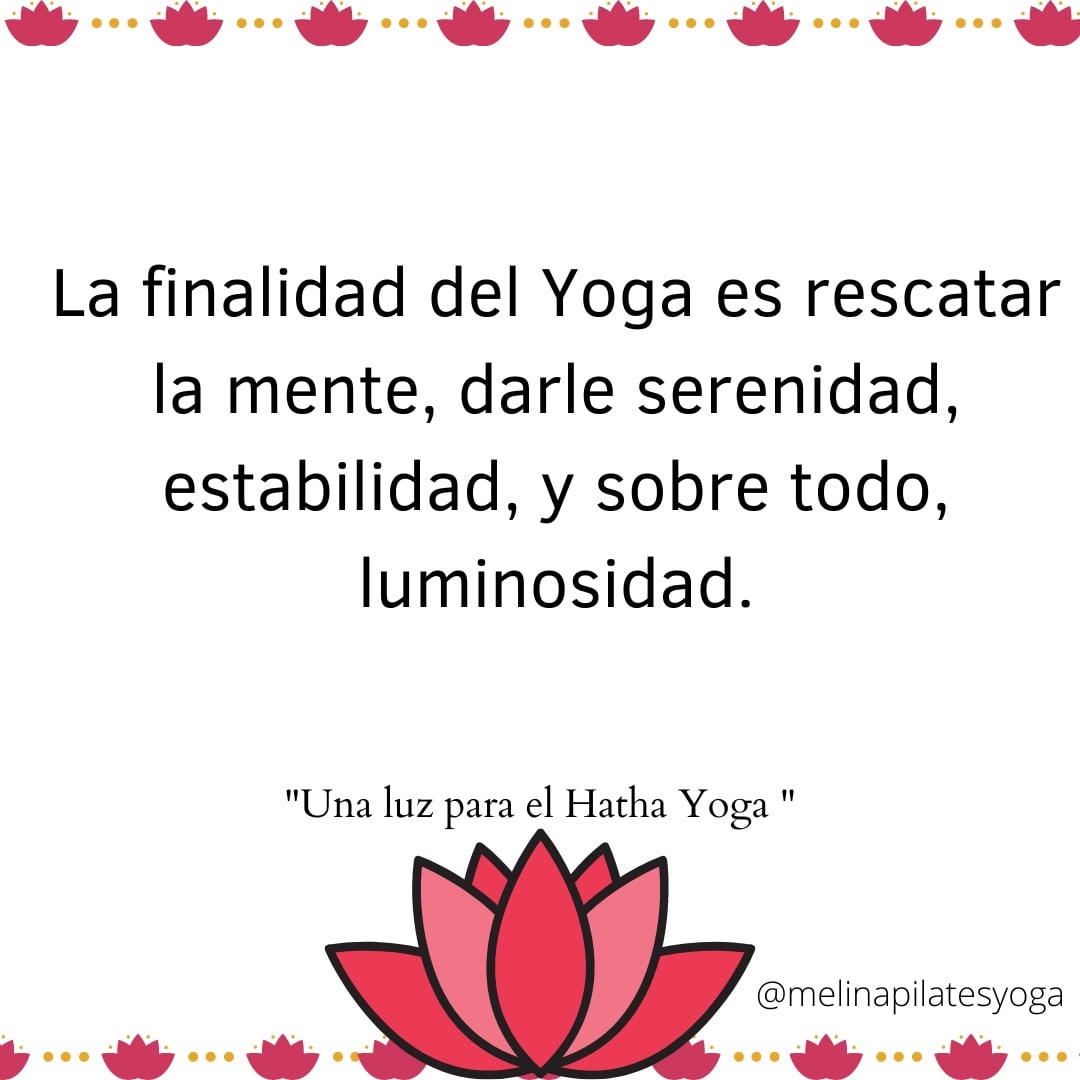 La finalidad del Yoga es rescatar
la mente, darle serenidad,
estabilidad, y sobre todo,
luminosidad.
"Una luz para el Hatha Yoga "
@melinapilatesyoga